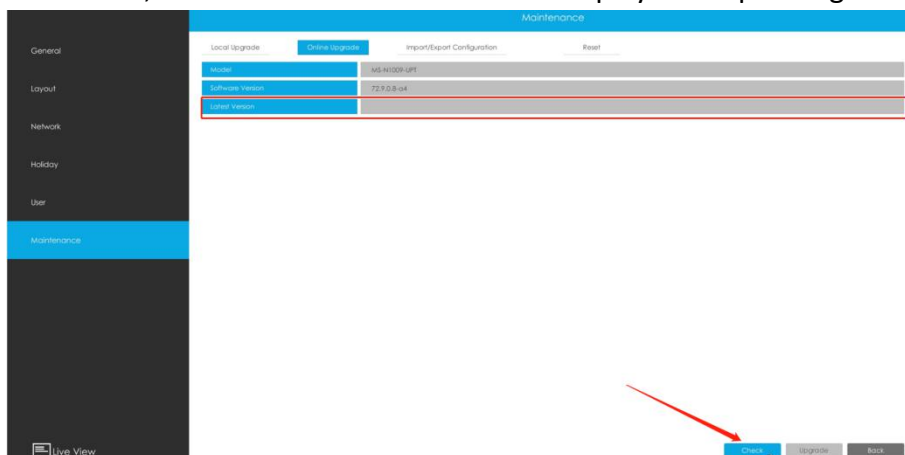 Maintenance
General
Layout
Network
Holiday
User
Maintenance
Live View
Local Upgrade Online Upgrade Import/Export Configuration Reset
Model MS-N1009-UPT
Software Version 72.9.0.8-a4
Latest Version
Check Upgrade Back